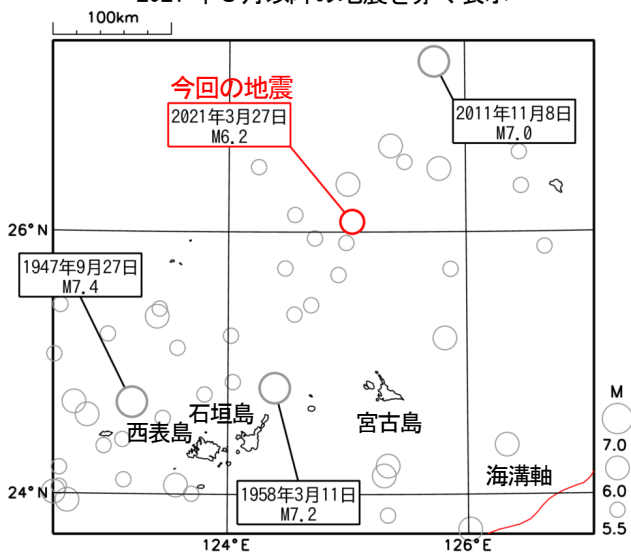 100km
今回の地震
2021年3月27日
M6.2
2011年11月8日
M7.0
26°N
1947年9月27日
M7.4
石垣島
西表島
宮古島
海溝軸
M
7.0
6.0
5.5
24°N
1958年3月11日
M7.2
124°E
126°E